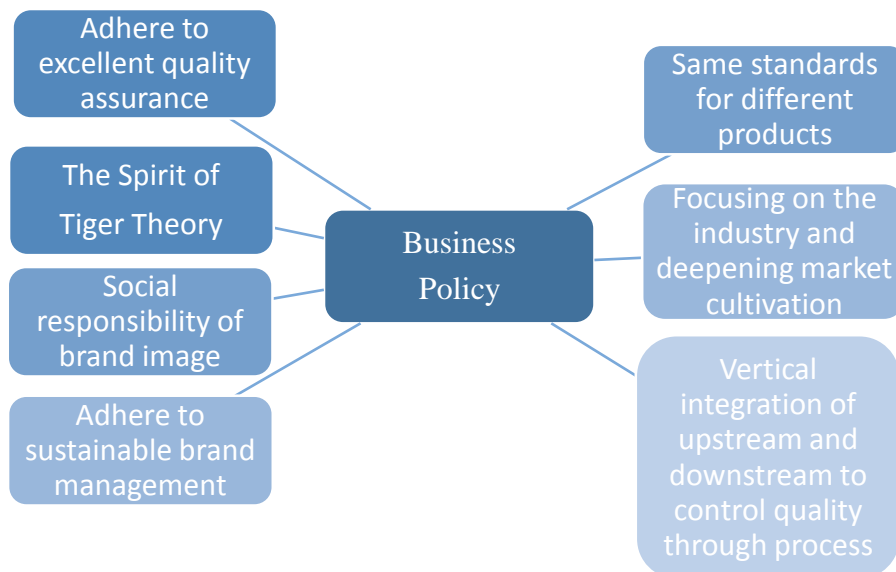 Adhere to
excellent quality
assurance
The Spirit of
Tiger Theory
Social
responsibility of
brand image
Adhere to
sustainable brand
management
Business
Policy
Same standards
for different
products
Focusing on the
industry and
deepening market
cultivation
Vertical
integration of
upstream and
downstream to
control quality
through process